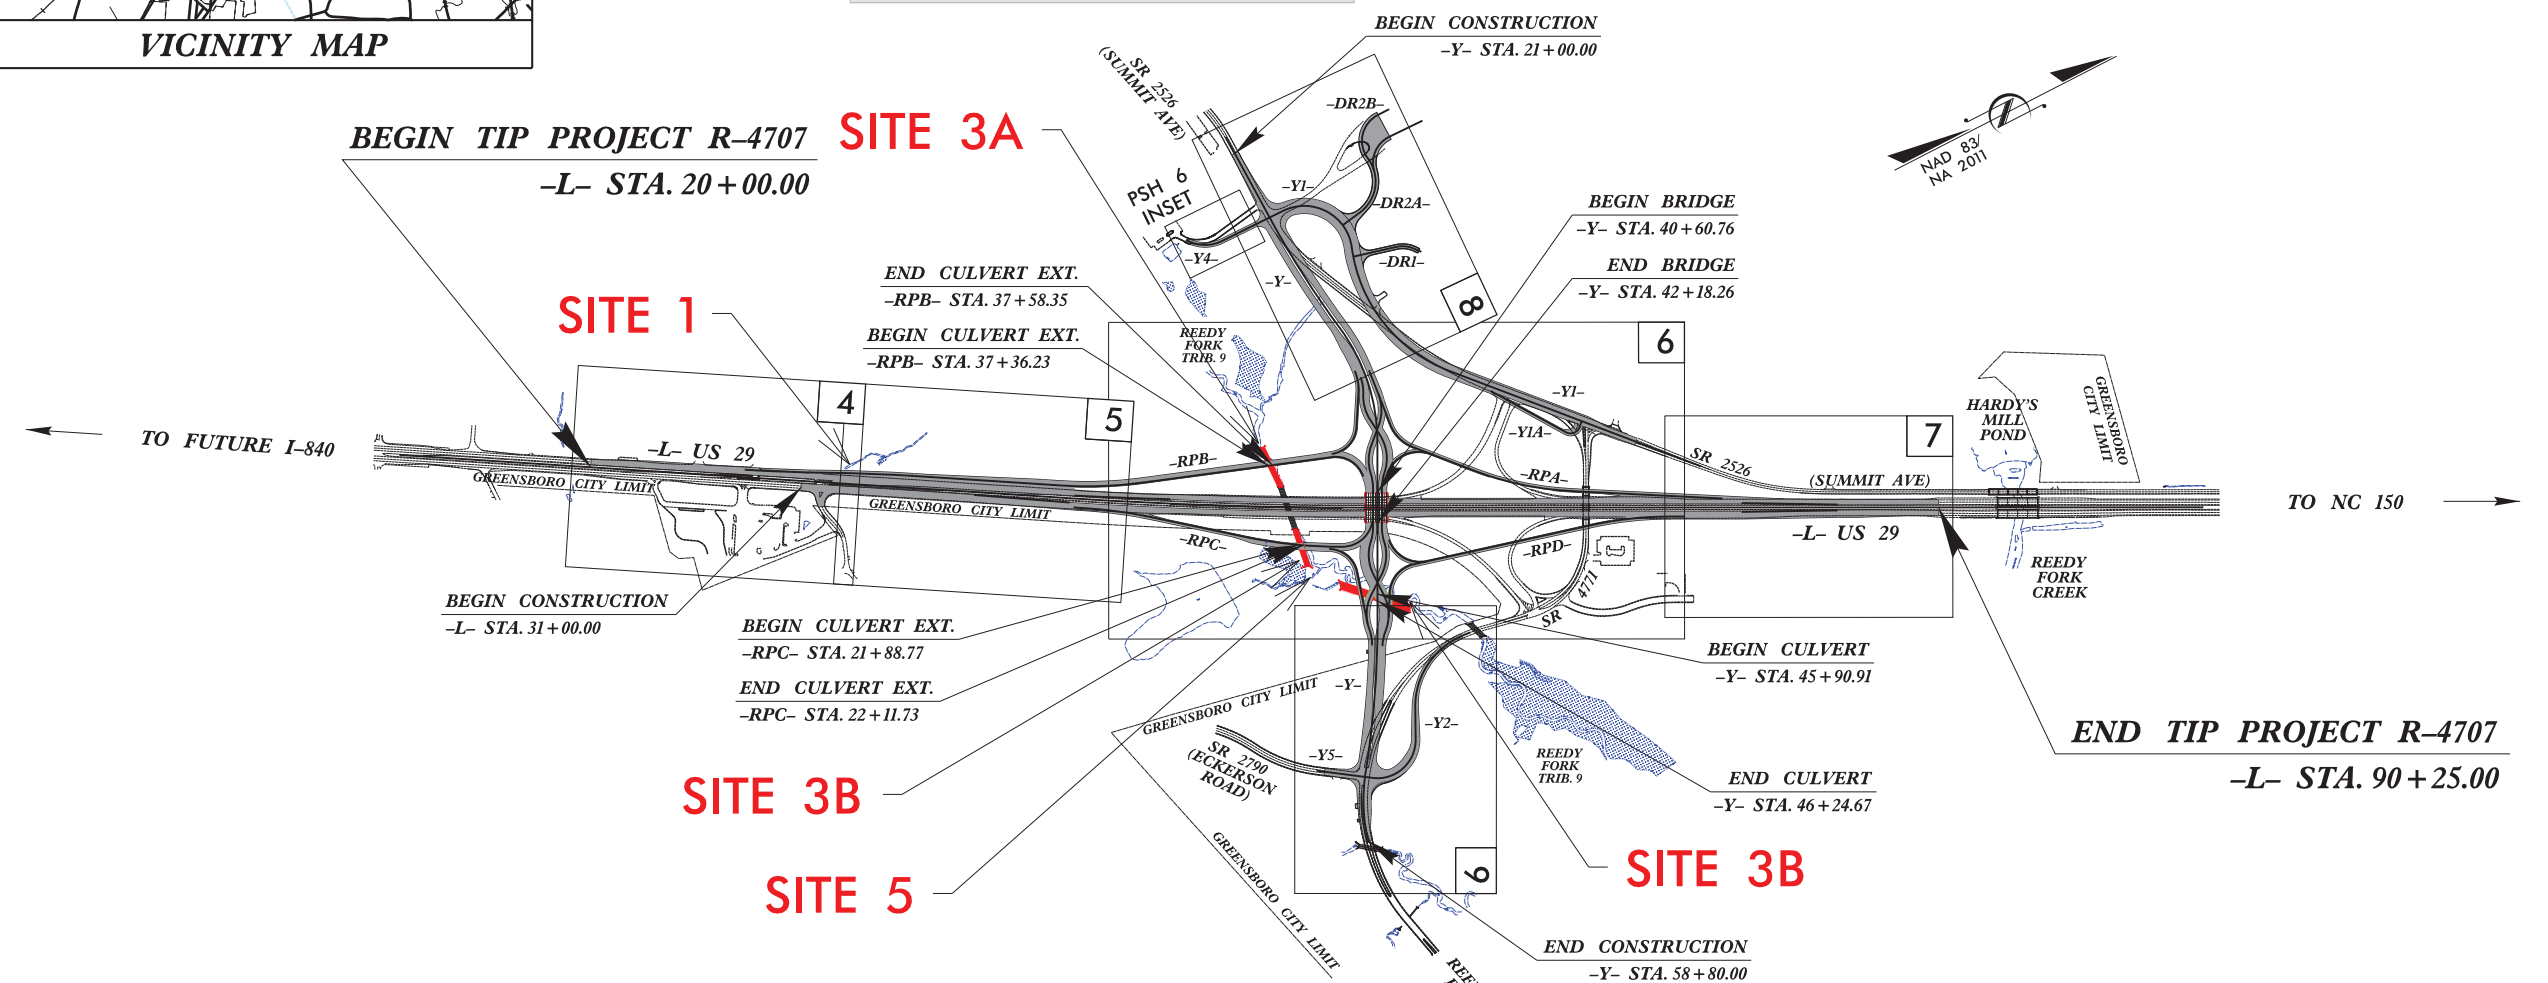 VICINITY MAP
BEGIN CONSTRUCTION
-Y- STA. 21+00.00
SR 2526
(SUMMIT AVE)
-DR2B-
BEGIN TIP PROJECT R-4707
-L- STA. 20+00.00
SITE 3A
NAD 83/
NA 2011
PSH 6
INSET
-Y1-
-DR2A-
BEGIN BRIDGE
-Y- STA. 40+60.76
-Y4-
-DR1-
END BRIDGE
-Y- STA. 42+18.26
END CULVERT EXT.
-RPB- STA. 37+58.35
-Y-
8
SITE 1
BEGIN CULVERT EXT.
-RPB- STA. 37+36.23
REEDY
FORK
TRIB. 9
6
4
5
-Y1-
HARDY'S
MILL
POND
GREENSBORO
CITY LIMIT
TO FUTURE I-840
-L- US 29
-Y1A-
7
GREENSBORO CITY LIMIT
-RPB-
-RPA-
SR 2526
(SUMMIT AVE)
GREENSBORO CITY LIMIT
TO NC 150
-RPC-
-RPD-
-L- US 29
REEDY
FORK
CREEK
SR 4771
BEGIN CONSTRUCTION
-L- STA. 31+00.00
BEGIN CULVERT EXT.
-RPC- STA. 21+88.77
BEGIN CULVERT
-Y- STA. 45+90.91
END CULVERT EXT.
-RPC- STA. 22+11.73
GREENSBORO CITY LIMIT
-Y-
-Y2-
SR 2790
(ECKERSON
ROAD)
-Y5-
REEDY
FORK
TRIB. 9
END TIP PROJECT R-4707
-L- STA. 90+25.00
END CULVERT
-Y- STA. 46+24.67
SITE 3B
SITE 3B
9
SITE 5
GREENSBORO CITY LIMIT
END CONSTRUCTION
-Y- STA. 58+80.00